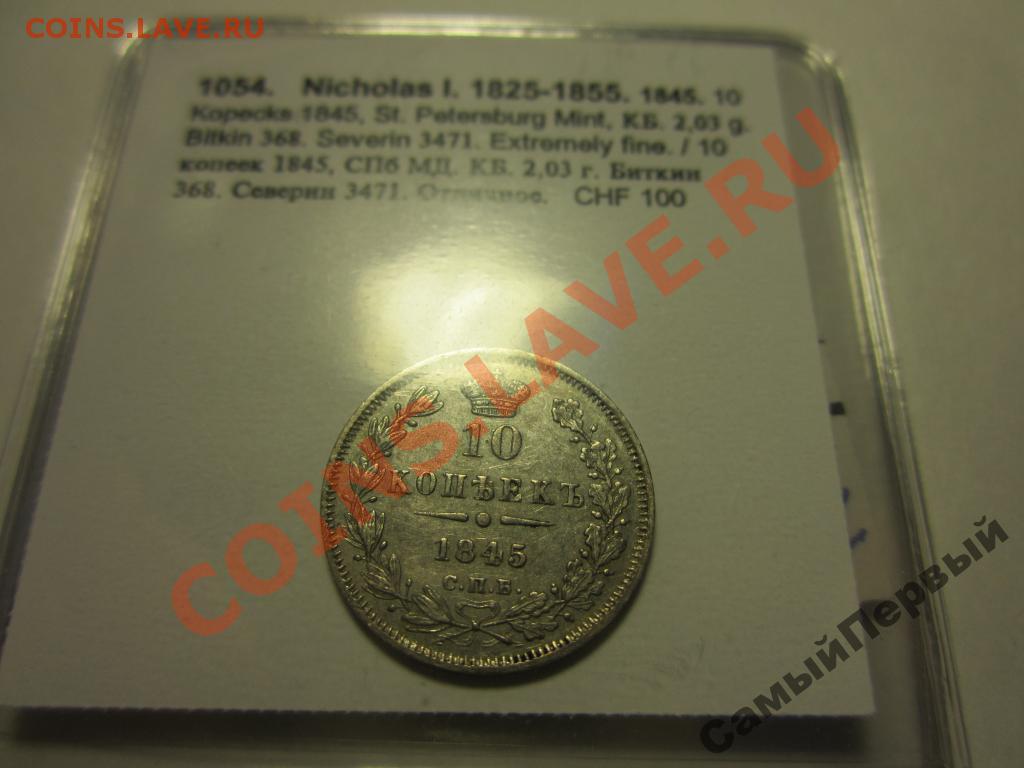 COINS.LAVE.RU
1054. Nicholas I. 1825-1855. 1845. 10
Kopecks 1845, St. Petersburg Mint, КБ. 2,03 g.
Bitkin 368. Severin 3471. Extremely fine. / 10
копеек 1845, СПб МД. КБ. 2,03 г. Биткин
368. Северин 3471. Отличное. CHF 100
COINS.LAVE.RU
10
КОПѢЕКЪ
1845
С.П.Б.
СамыйПервый